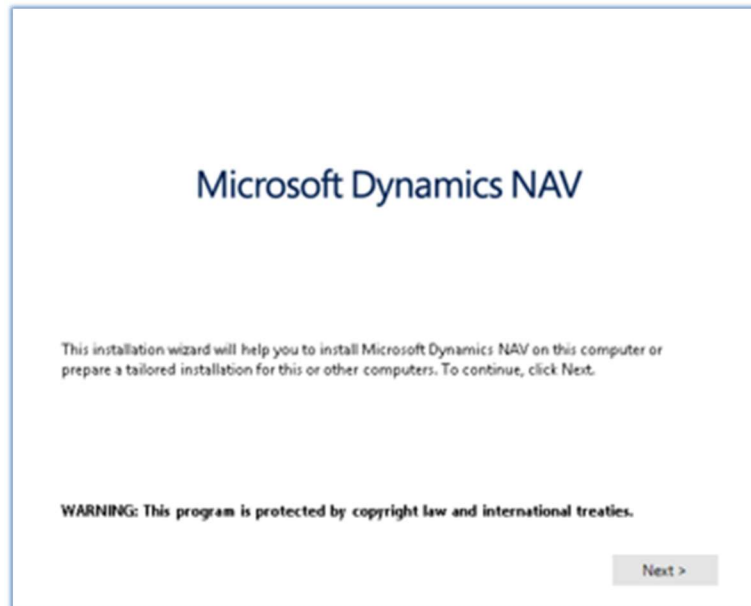 Microsoft Dynamics NAV
This installation wizard will help you to install Microsoft Dynamics NAV on this computer or
prepare a tailored installation for this or other computers. To continue, click Next.
WARNING: This program is protected by copyright law and international treaties.
Next >